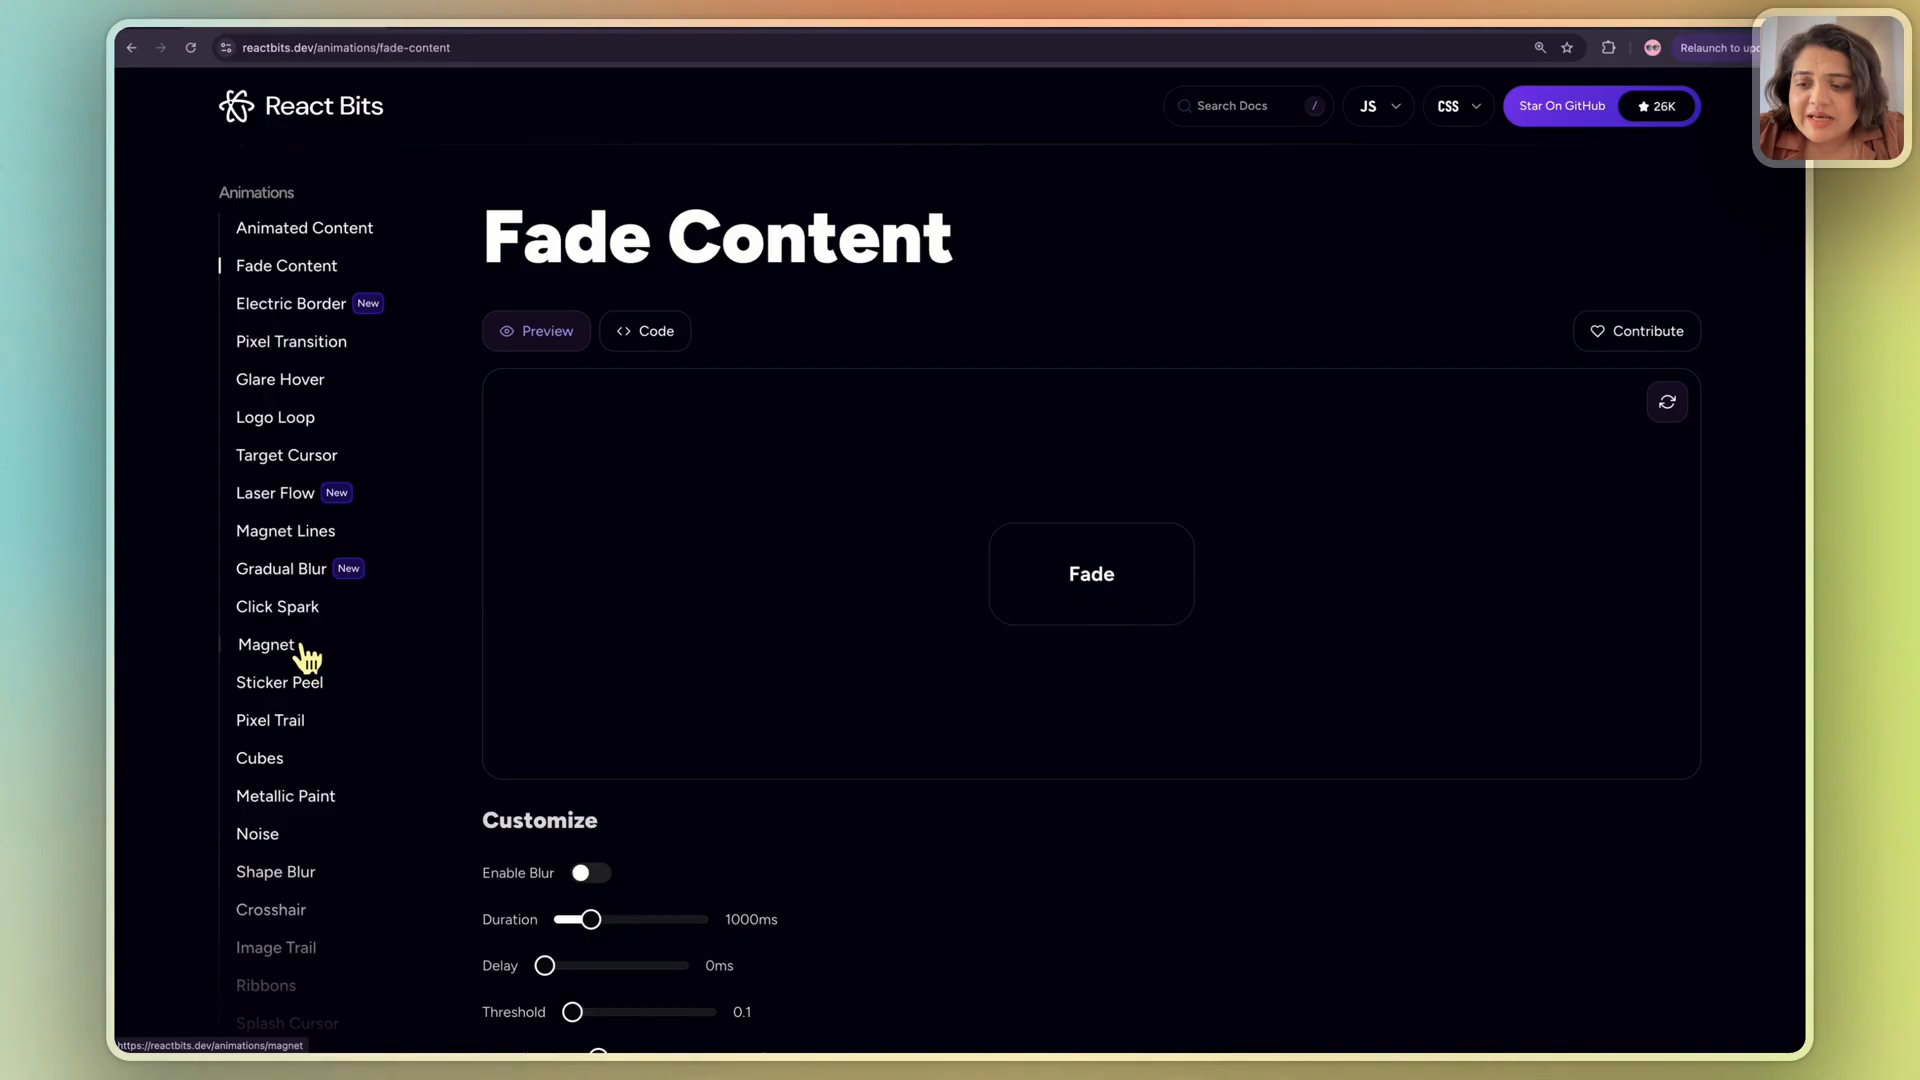 reactbits.dev/animations/fade-content
Relaunch to
React Bits
Search Docs
/
JS
CSS
Star On GitHub
26K
Animations
Animated Content
Fade Content
Electric Border New
Pixel Transition
Glare Hover
Logo Loop
Target Cursor
Laser Flow New
Magnet Lines
Gradual Blur New
Click Spark
Magnet
Sticker Peel
Pixel Trail
Cubes
Metallic Paint
Noise
Shape Blur
Crosshair
Image Trail
Ribbons
Splash Cursor
Fade Content
Preview
Code
Contribute
Fade
Customize
Enable Blur
Duration 1000ms
Delay 0ms
Threshold 0.1
https://reactbits.dev/animations/magnet